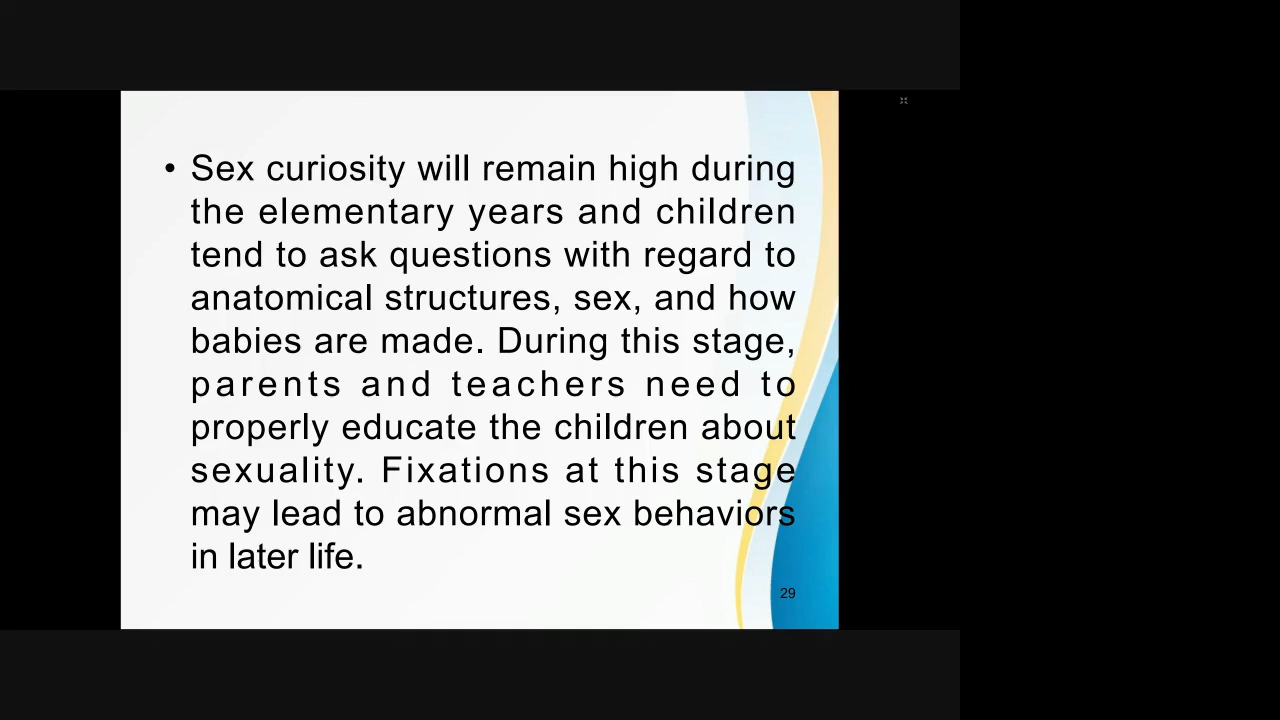 • Sex curiosity will remain high during
the elementary years and children
tend to ask questions with regard to
anatomical structures, sex, and how
babies are made. During this stage,
parents and teachers need to
properly educate the children about
sexuality. Fixations at this stage
may lead to abnormal sex behaviors
in later life.
29